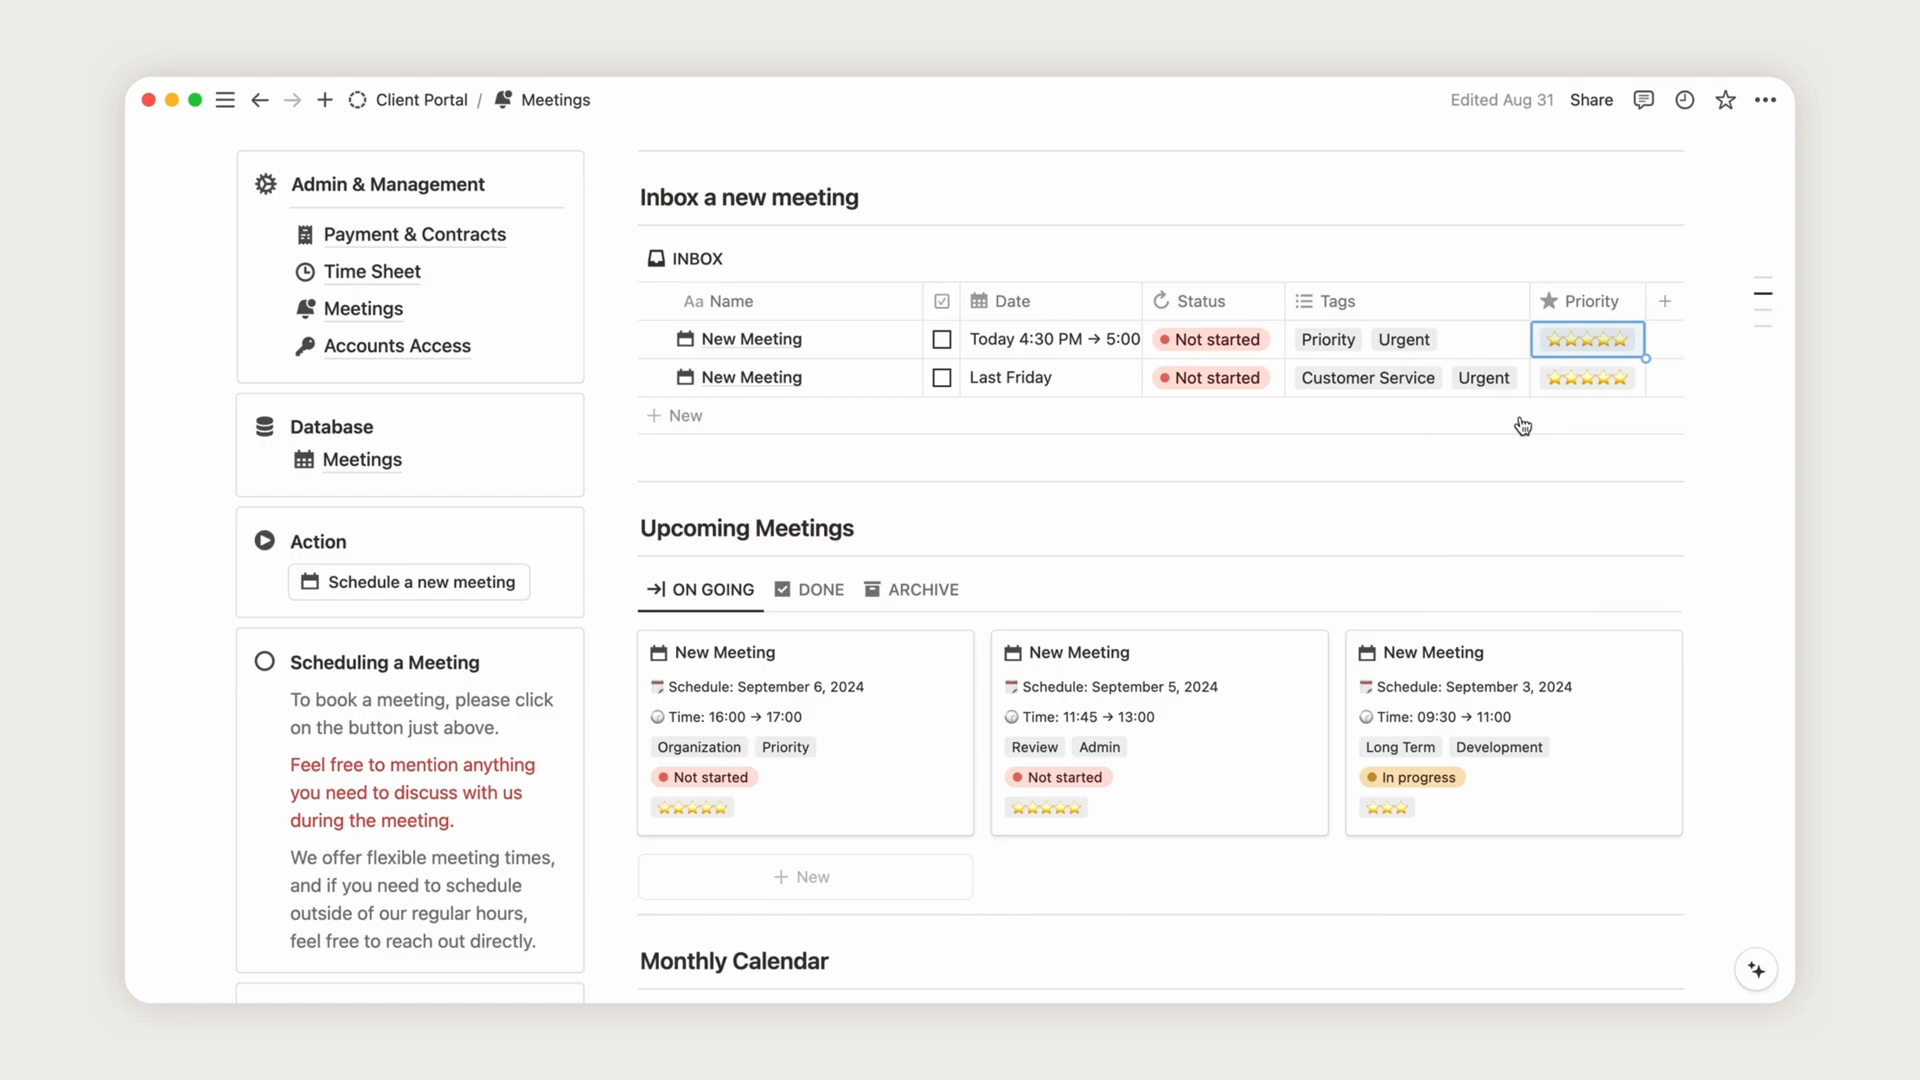 Client Portal / Meetings
Edited Aug 31 Share
Admin & Management
Payment & Contracts
Time Sheet
Meetings
Accounts Access
Database
Meetings
Action
Schedule a new meeting
Scheduling a Meeting
To book a meeting, please click
on the button just above.
Feel free to mention anything
you need to discuss with us
during the meeting.
We offer flexible meeting times,
and if you need to schedule
outside of our regular hours,
feel free to reach out directly.
Inbox a new meeting
INBOX
Aa Name Date Status Tags Priority +
New Meeting Today 4:30 PM → 5:00 Not started Priority Urgent ⭐⭐⭐⭐⭐
New Meeting Last Friday Not started Customer Service Urgent ⭐⭐⭐⭐⭐
+ New
Upcoming Meetings
ON GOING DONE ARCHIVE
New Meeting
Schedule: September 6, 2024
Time: 16:00 → 17:00
Organization Priority
Not started
⭐⭐⭐⭐⭐
New Meeting
Schedule: September 5, 2024
Time: 11:45 → 13:00
Review Admin
Not started
⭐⭐⭐⭐⭐
New Meeting
Schedule: September 3, 2024
Time: 09:30 → 11:00
Long Term Development
In progress
⭐⭐⭐
+ New
Monthly Calendar